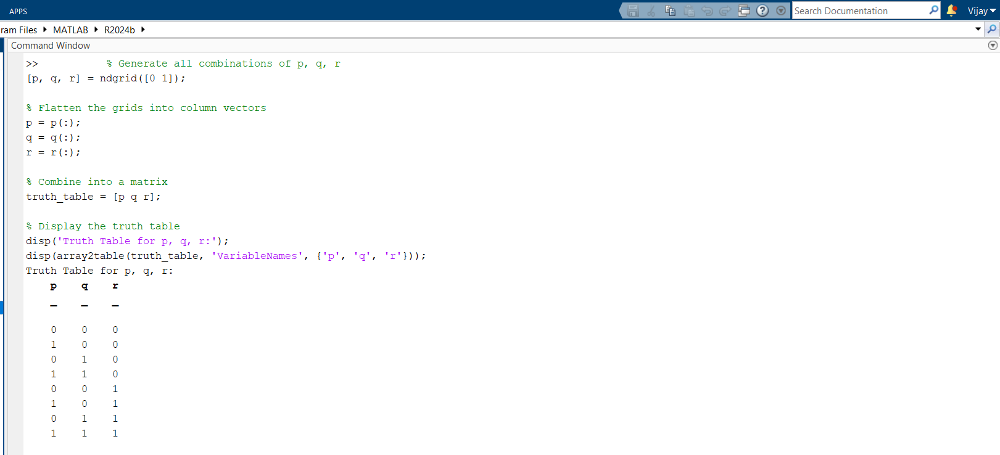 APPS
Search Documentation
Vijay
ram Files ▶ MATLAB ▶ R2024b ▶
Command Window
>> % Generate all combinations of p, q, r
[p, q, r] = ndgrid([0 1]);
% Flatten the grids into column vectors
p = p(:);
q = q(:);
r = r(:);
% Combine into a matrix
truth_table = [p q r];
% Display the truth table
disp('Truth Table for p, q, r:');
disp(array2table(truth_table, 'VariableNames', {'p', 'q', 'r'}));
Truth Table for p, q, r:
p q r
_ _ _
0 0 0
1 0 0
0 1 0
1 1 0
0 0 1
1 0 1
0 1 1
1 1 1